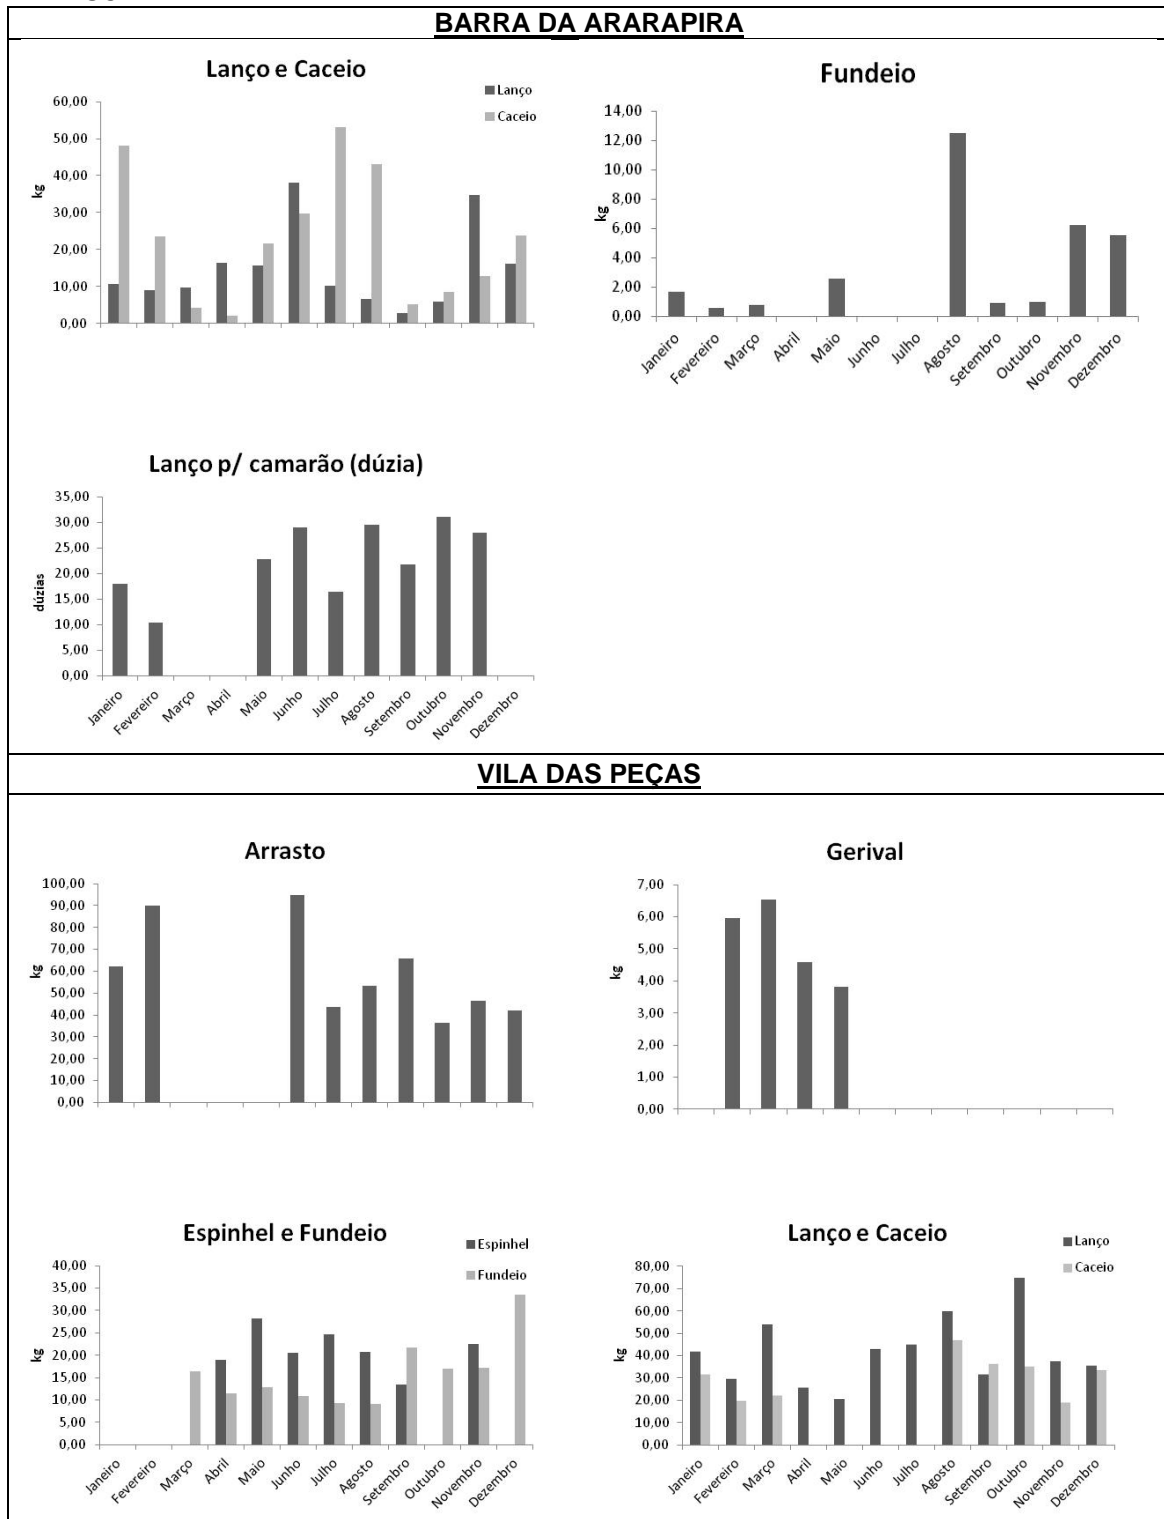 BARRA DA ARARAPIRA
Lanço e Caceio
Lanço
Caceio
60,00
50,00
40,00
30,00
20,00
10,00
0,00
kg
Fundeio
14,00
12,00
10,00
8,00
6,00
4,00
2,00
0,00
kg
Janeiro
Fevereiro
Março
Abril
Maio
Junho
Julho
Agosto
Setembro
Outubro
Novembro
Dezembro
Lanço p/ camarão (dúzia)
35,00
30,00
25,00
20,00
15,00
10,00
5,00
0,00
dúzias
Janeiro
Fevereiro
Março
Abril
Maio
Junho
Julho
Agosto
Setembro
Outubro
Novembro
Dezembro
VILA DAS PEÇAS
Arrasto
100,00
90,00
80,00
70,00
60,00
50,00
40,00
30,00
20,00
10,00
0,00
kg
Gerival
7,00
6,00
5,00
4,00
3,00
2,00
1,00
0,00
kg
Espinhel e Fundeio
Espinhel
Fundeio
40,00
35,00
30,00
25,00
20,00
15,00
10,00
5,00
0,00
kg
Janeiro
Fevereiro
Março
Abril
Maio
Junho
Julho
Agosto
Setembro
Outubro
Novembro
Dezembro
Lanço e Caceio
Lanço
Caceio
80,00
70,00
60,00
50,00
40,00
30,00
20,00
10,00
0,00
kg
Janeiro
Fevereiro
Março
Abril
Maio
Junho
Julho
Agosto
Setembro
Outubro
Novembro
Dezembro